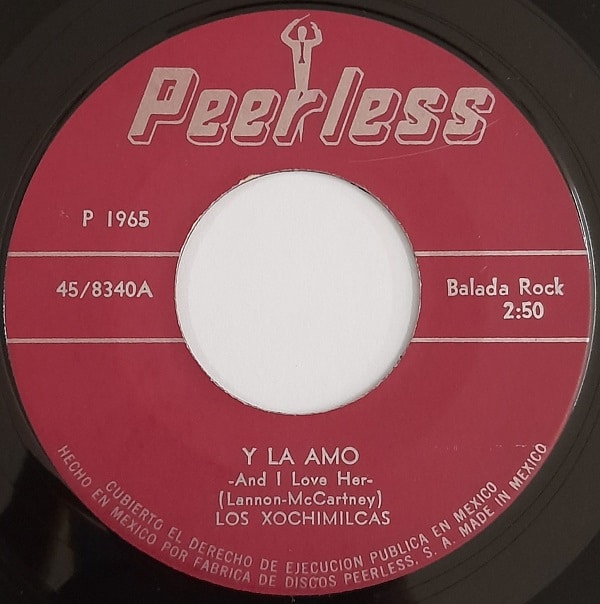 Peerless
P 1965
45/8340A
Balada Rock
2:50
Y LA AMO
-And I Love Her-
(Lannon-McCartney)
LOS XOCHIMILCAS
CUBIERTO EL DERECHO DE EJECUCION PUBLICA EN MEXICO
HECHO EN MEXICO POR FABRICA DE DISCOS PEERLESS, S. A. MADE IN MEXICO